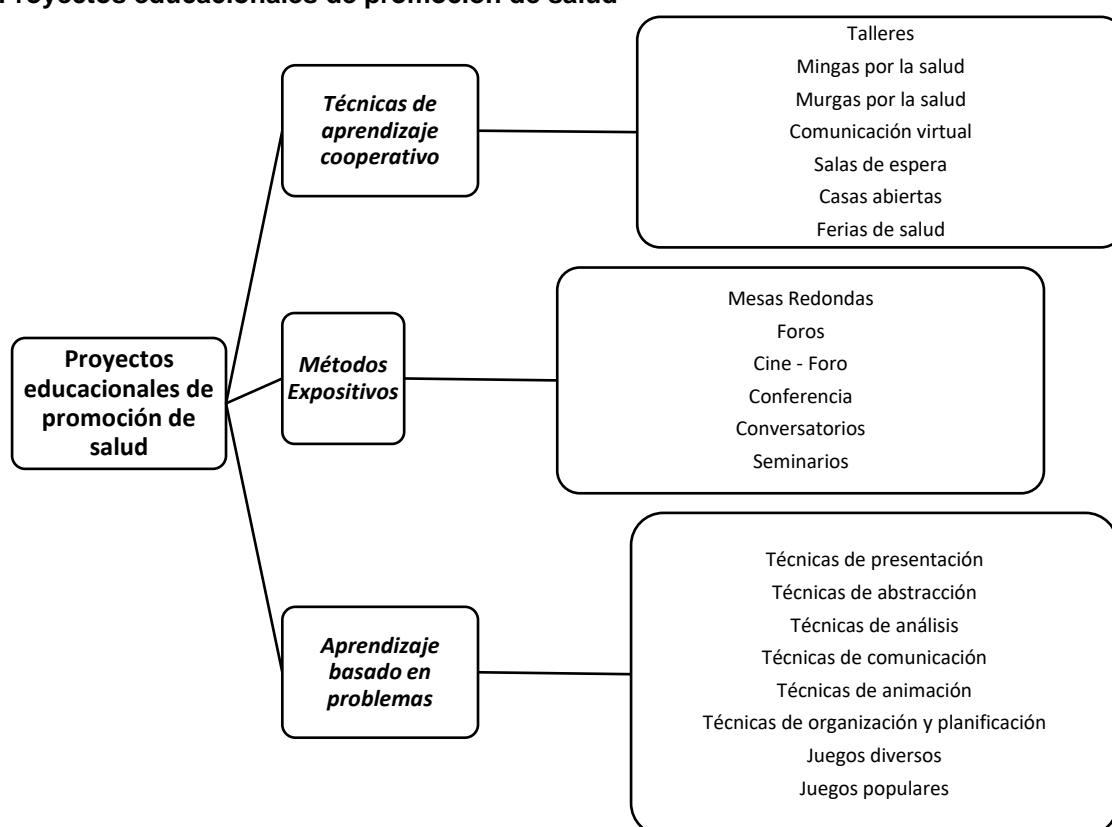 Proyectos educacionales de promoción de salud
Técnicas de
aprendizaje
cooperativo
Talleres
Mingas por la salud
Murgas por la salud
Comunicación virtual
Salas de espera
Casas abiertas
Ferias de salud
Proyectos
educacionales de
promoción de
salud
Métodos
Expositivos
Mesas Redondas
Foros
Cine - Foro
Conferencia
Conversatorios
Seminarios
Aprendizaje
basado en
problemas
Técnicas de presentación
Técnicas de abstracción
Técnicas de análisis
Técnicas de comunicación
Técnicas de animación
Técnicas de organización y planificación
Juegos diversos
Juegos populares